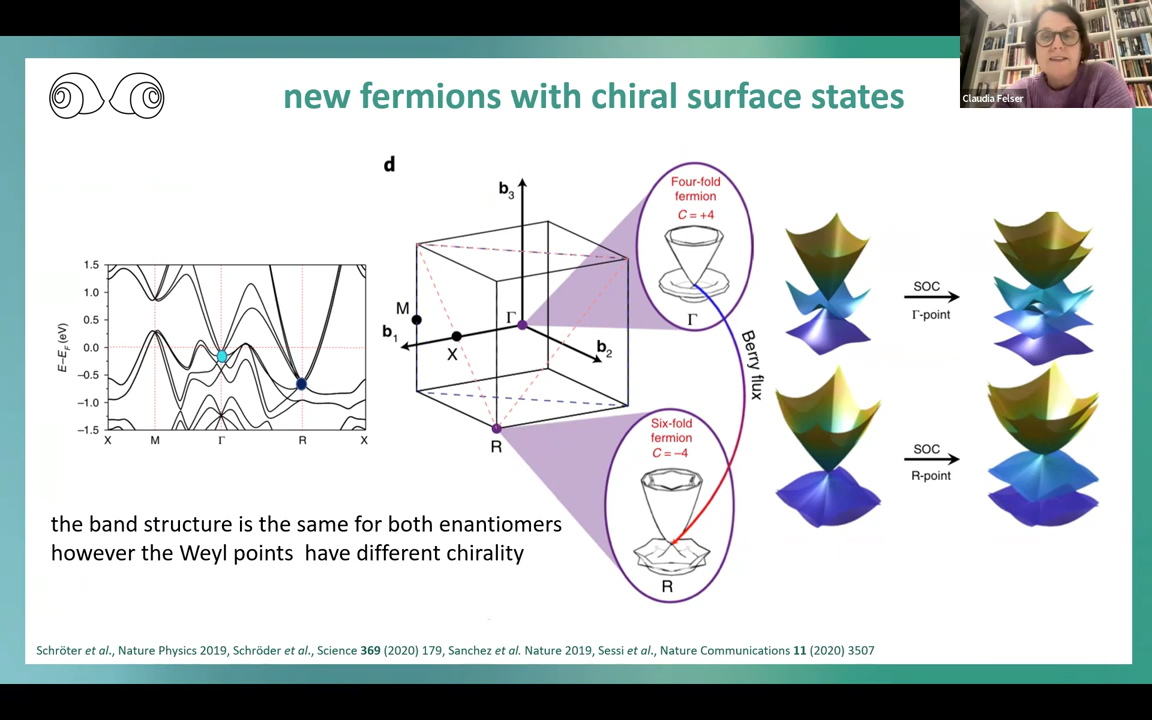 Claudia Felser
new fermions with chiral surface states
1.5
1.0
0.5
0.0
−0.5
−1.0
−1.5
E–E_F (eV)
X
M
Γ
R
X
d
b₃
M
b₁
X
Γ
b₂
R
Four-fold
fermion
C = +4
Γ
Berry flux
Six-fold
fermion
C = –4
R
SOC
Γ-point
SOC
R-point
the band structure is the same for both enantiomers
however the Weyl points have different chirality
Schröter et al., Nature Physics 2019, Schröder et al., Science 369 (2020) 179, Sanchez et al. Nature 2019, Sessi et al., Nature Communications 11 (2020) 3507